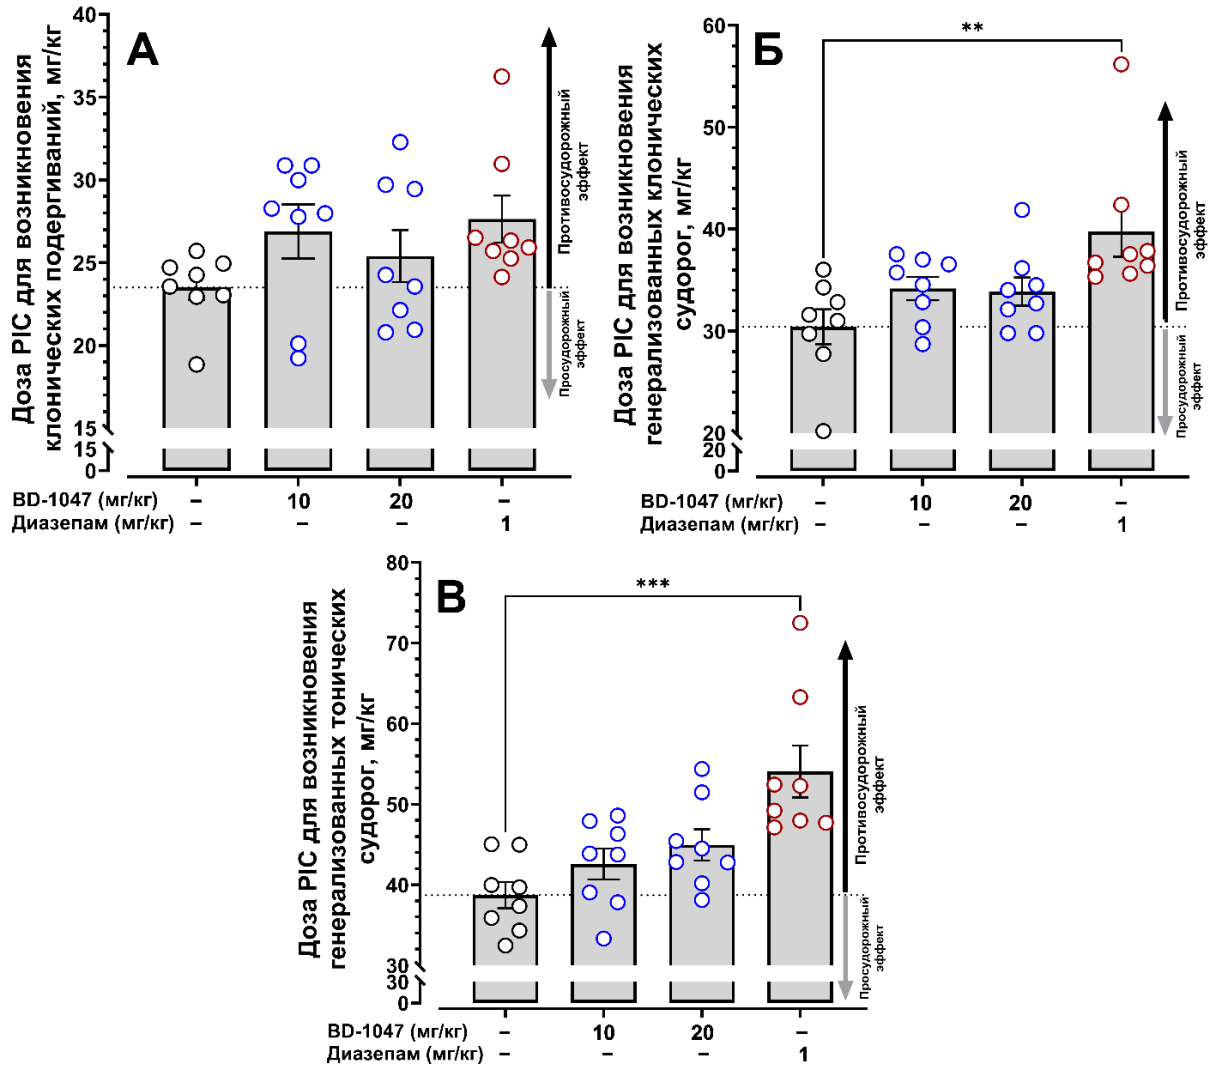 А
Доза PIC для возникновения
клонических подергиваний, мг/кг
40
35
30
25
20
15
15
0
Противосудорожный
эффект
Просудорожный
эффект
BD-1047 (мг/кг) – 10 20 –
Диазепам (мг/кг) – – – 1
Б
Доза PIC для возникновения
генерализованных клонических
судорог, мг/кг
60
50
40
30
20
20
0
**
Противосудорожный
эффект
Просудорожный
эффект
BD-1047 (мг/кг) – 10 20 –
Диазепам (мг/кг) – – – 1
В
Доза PIC для возникновения
генерализованных тонических
судорог, мг/кг
80
70
60
50
40
30
30
0
***
Противосудорожный
эффект
Просудорожный
эффект
BD-1047 (мг/кг) – 10 20 –
Диазепам (мг/кг) – – – 1